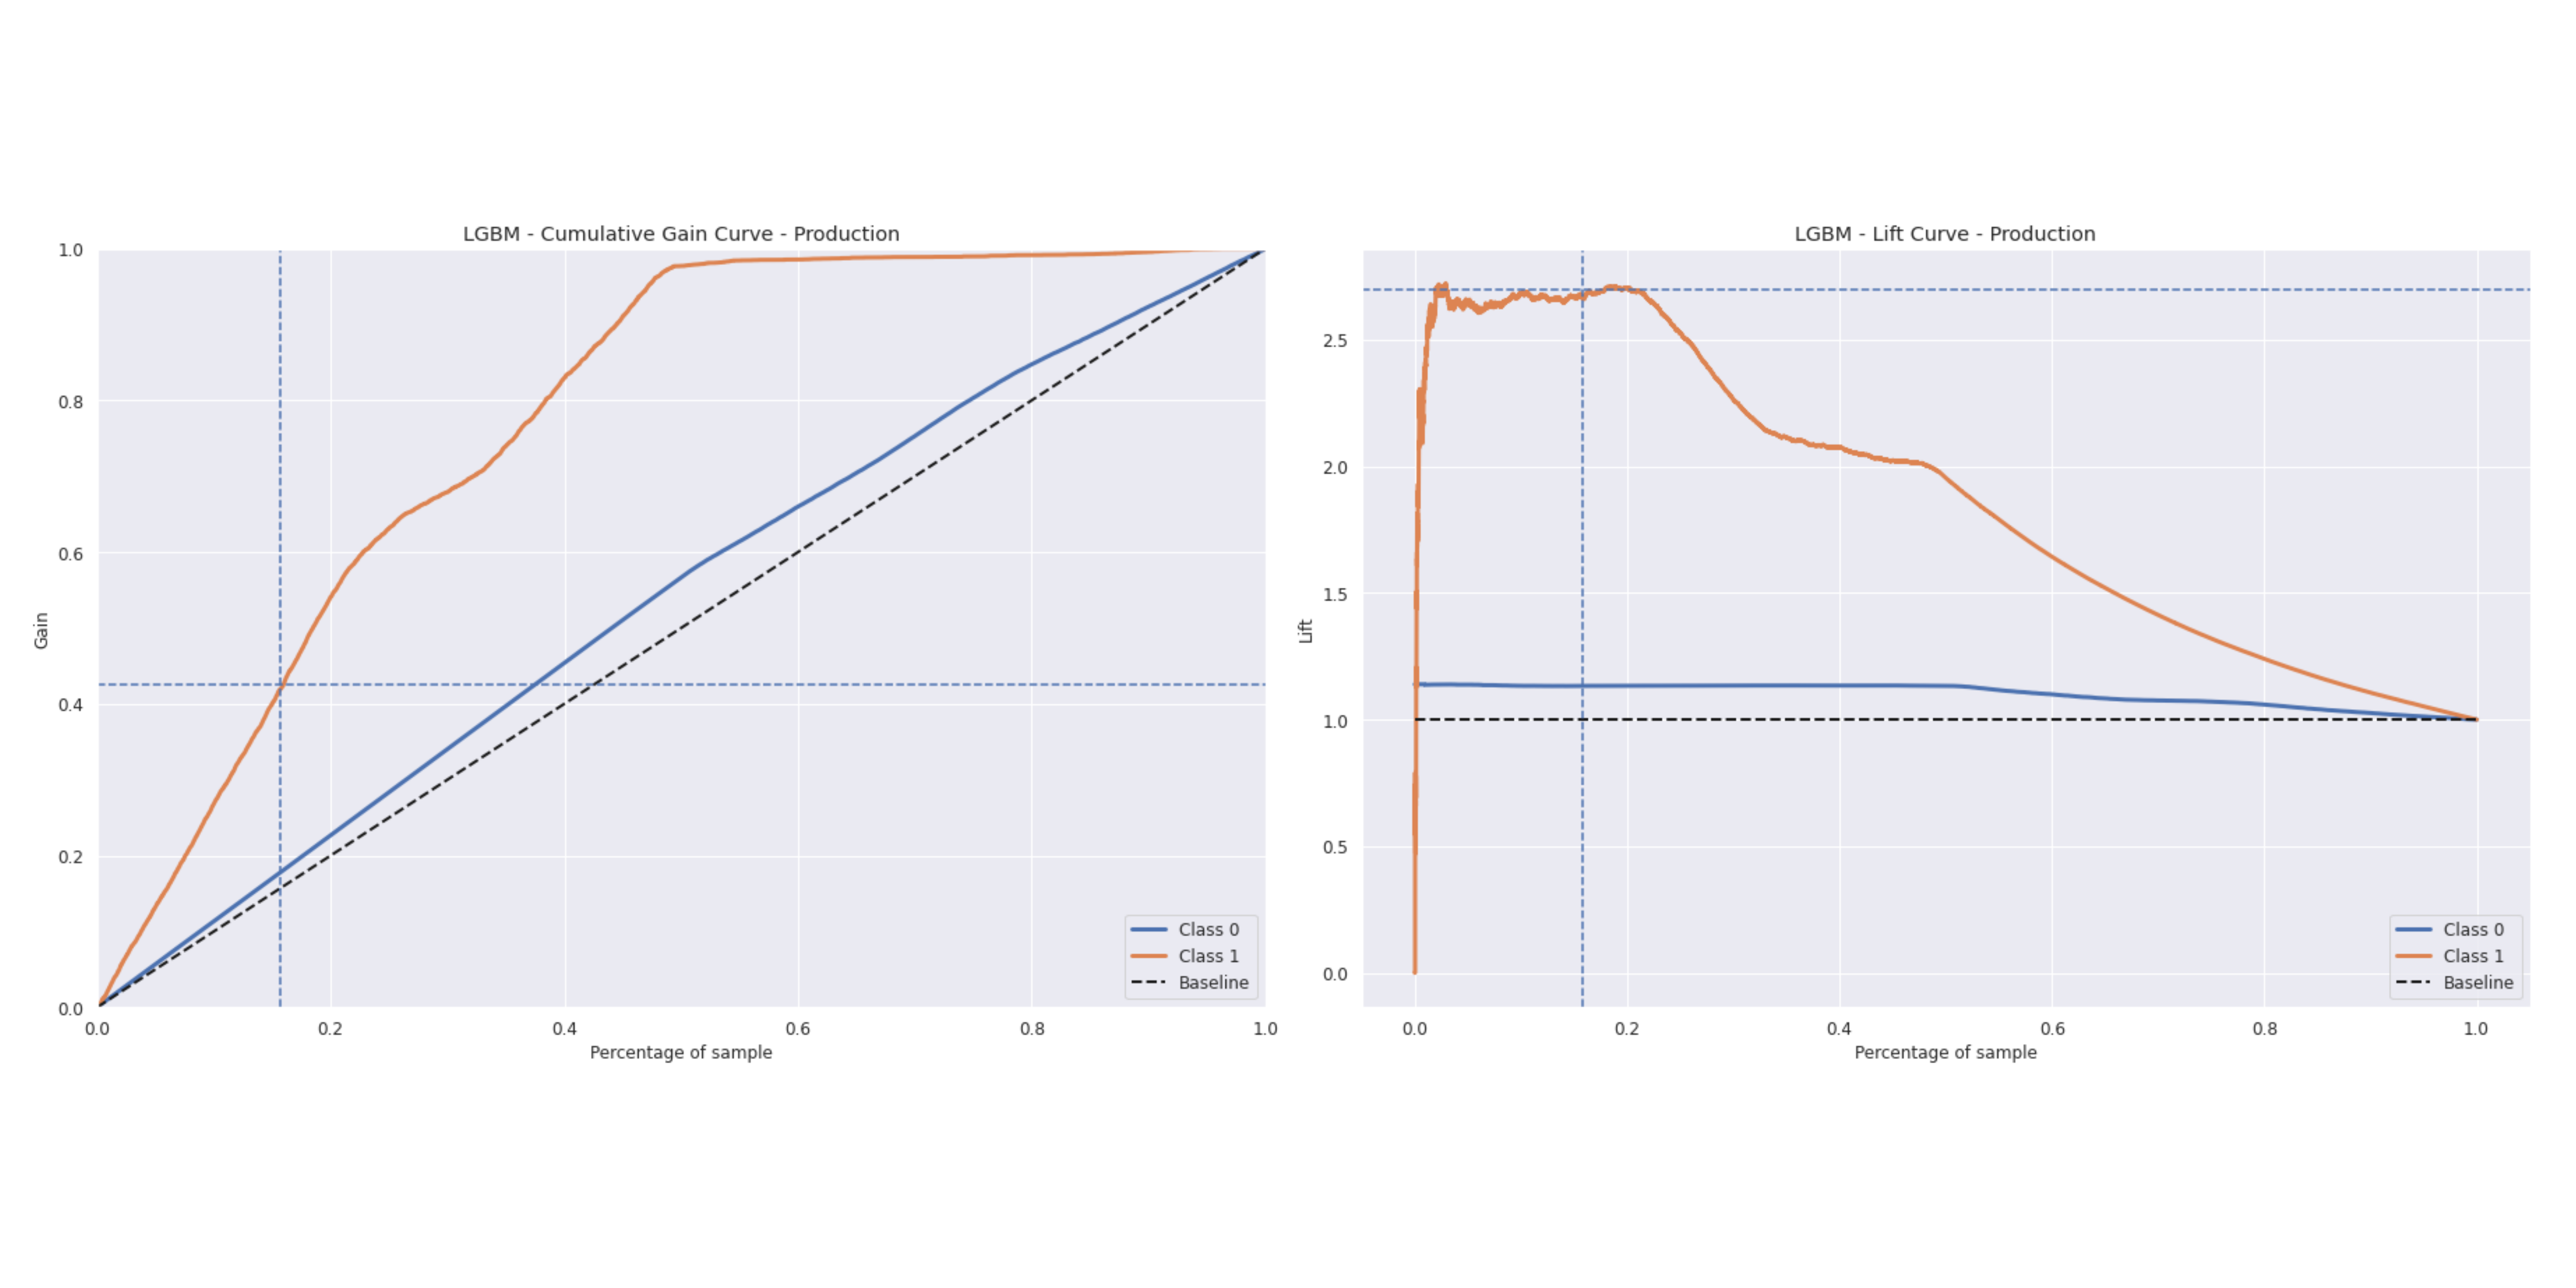 LGBM - Cumulative Gain Curve - Production
1.0
0.8
0.6
0.4
0.2
0.0
Gain
0.0 0.2 0.4 0.6 0.8 1.0
Percentage of sample
Class 0
Class 1
Baseline
LGBM - Lift Curve - Production
2.5
2.0
1.5
1.0
0.5
0.0
Lift
0.0 0.2 0.4 0.6 0.8 1.0
Percentage of sample
Class 0
Class 1
Baseline